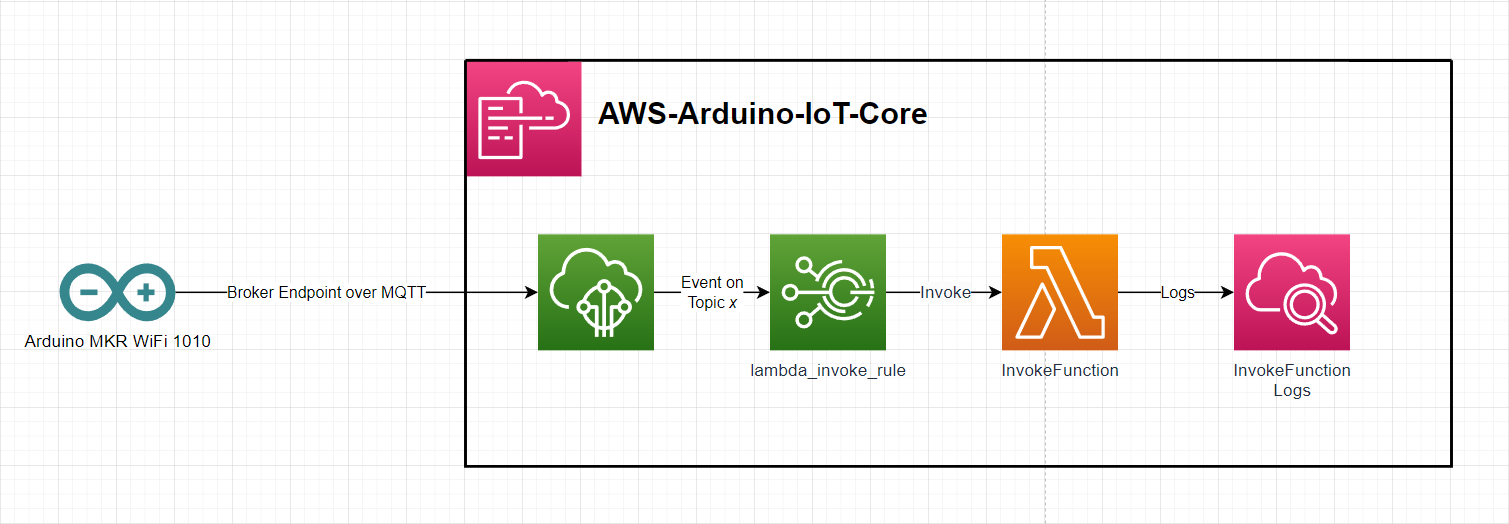 AWS-Arduino-IoT-Core
Arduino MKR WiFi 1010
Broker Endpoint over MQTT
Event on
Topic x
lambda_invoke_rule
Invoke
InvokeFunction
Logs
InvokeFunction
Logs